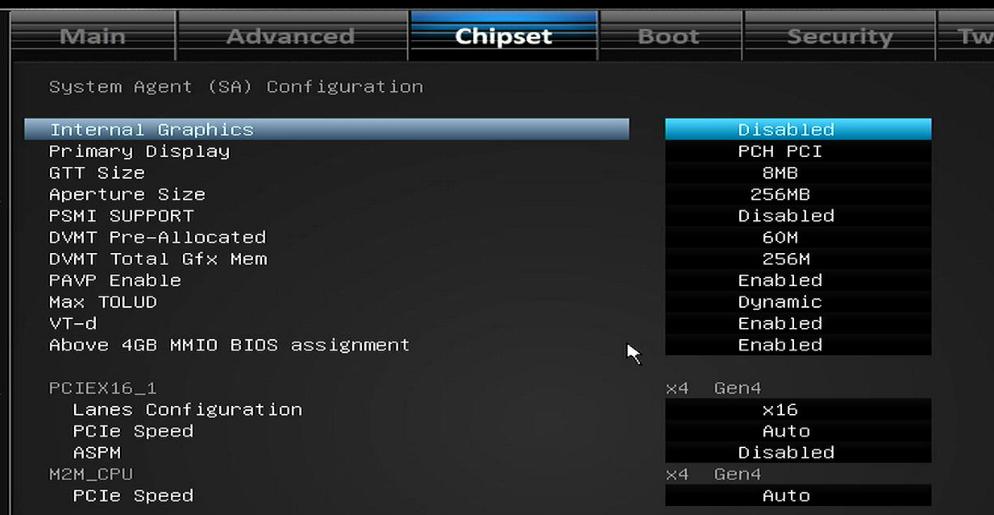 Main Advanced Chipset Boot Security Tw
System Agent (SA) Configuration
Internal Graphics Disabled
Primary Display PCH PCI
GTT Size 8MB
Aperture Size 256MB
PSMI SUPPORT Disabled
DVMT Pre-Allocated 60M
DVMT Total Gfx Mem 256M
PAVP Enable Enabled
Max TOLUD Dynamic
VT-d Enabled
Above 4GB MMIO BIOS assignment Enabled
PCIEX16_1 x4 Gen4
Lanes Configuration x16
PCIe Speed Auto
ASPM Disabled
M2M_CPU x4 Gen4
PCIe Speed Auto